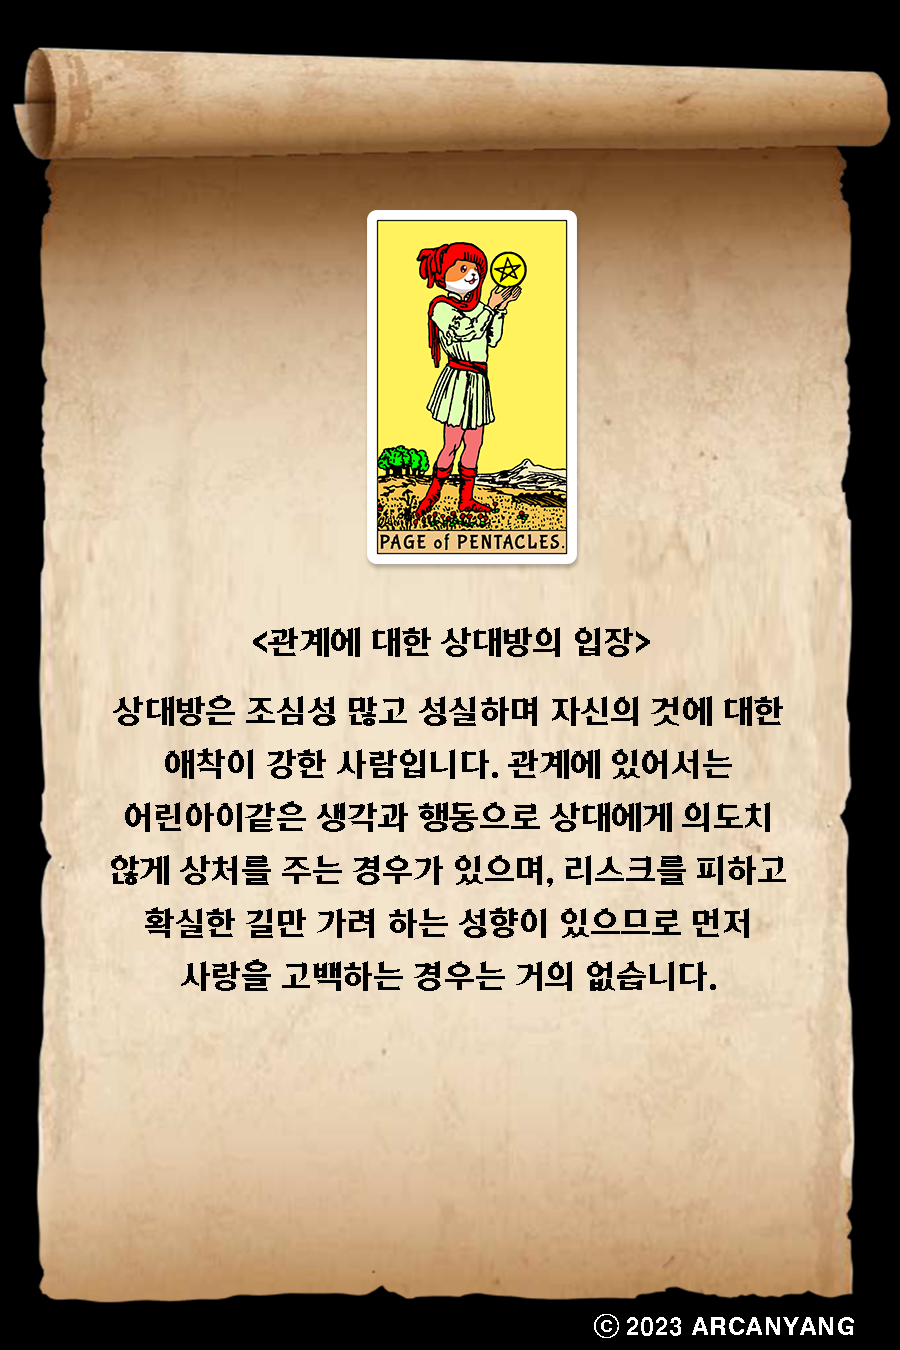 PAGE of PENTACLES.
<관계에 대한 상대방의 입장>
상대방은 조심성 많고 성실하며 자신의 것에 대한
애착이 강한 사람입니다. 관계에 있어서는
어린아이같은 생각과 행동으로 상대에게 의도치
않게 상처를 주는 경우가 있으며, 리스크를 피하고
확실한 길만 가려 하는 성향이 있으므로 먼저
사랑을 고백하는 경우는 거의 없습니다.
ⓒ 2023 ARCANYANG